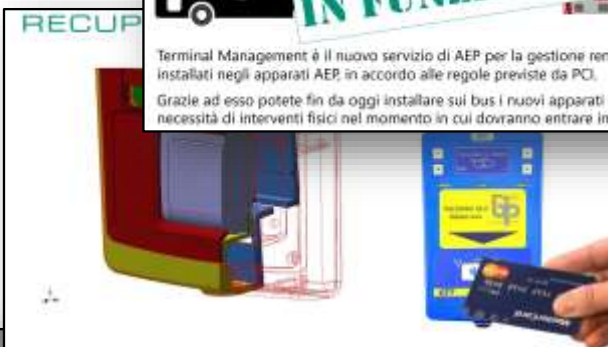 RECUP
IN FUN
Terminal Management è il nuovo servizio di AEP per la gestione rem
installati negli apparati AEP, in accordo alle regole previste da PCI.
Grazie ad esso potete fin da oggi installare sui bus i nuovi apparati
necessità di interventi fisici nel momento in cui dovranno entrare in
MasterCard